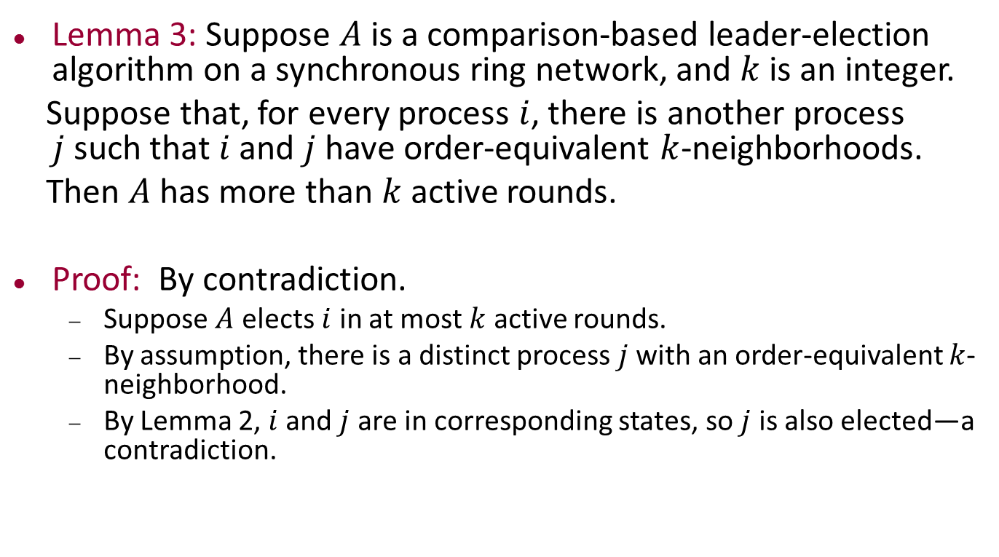 • Lemma 3: Suppose 𝐴 is a comparison-based leader-election
algorithm on a synchronous ring network, and 𝑘 is an integer.
Suppose that, for every process 𝑖, there is another process
𝑗 such that 𝑖 and 𝑗 have order-equivalent 𝑘-neighborhoods.
Then 𝐴 has more than 𝑘 active rounds.
• Proof: By contradiction.
– Suppose 𝐴 elects 𝑖 in at most 𝑘 active rounds.
– By assumption, there is a distinct process 𝑗 with an order-equivalent 𝑘-
neighborhood.
– By Lemma 2, 𝑖 and 𝑗 are in corresponding states, so 𝑗 is also elected—a
contradiction.